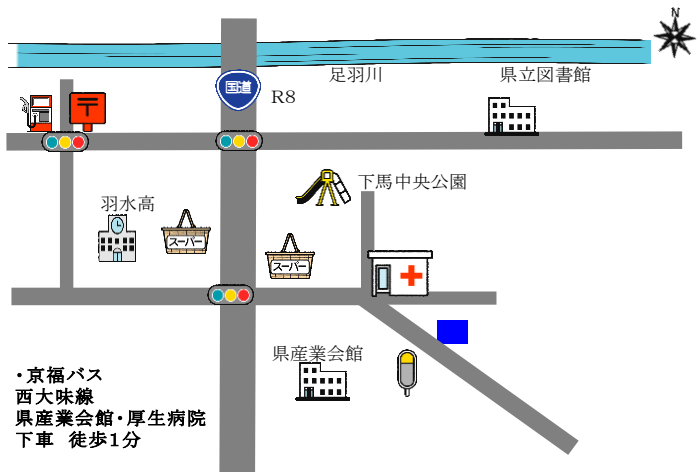 N
足羽川
県立図書館
国道
R8
〒
下馬中央公園
羽水高
スーパー
スーパー
県産業会館
・京福バス
西大味線
県産業会館・厚生病院
下車 徒歩1分